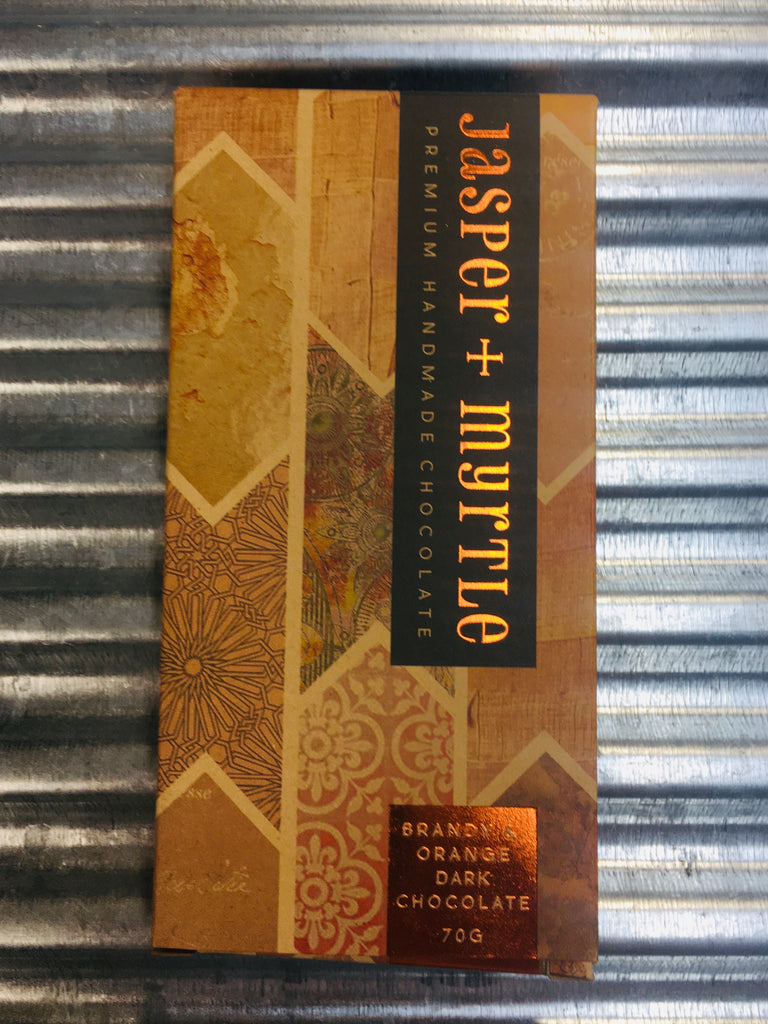 Jasper + myrtle
PREMIUM HANDMADE CHOCOLATE
BRANDY &
ORANGE
DARK
CHOCOLATE
70G